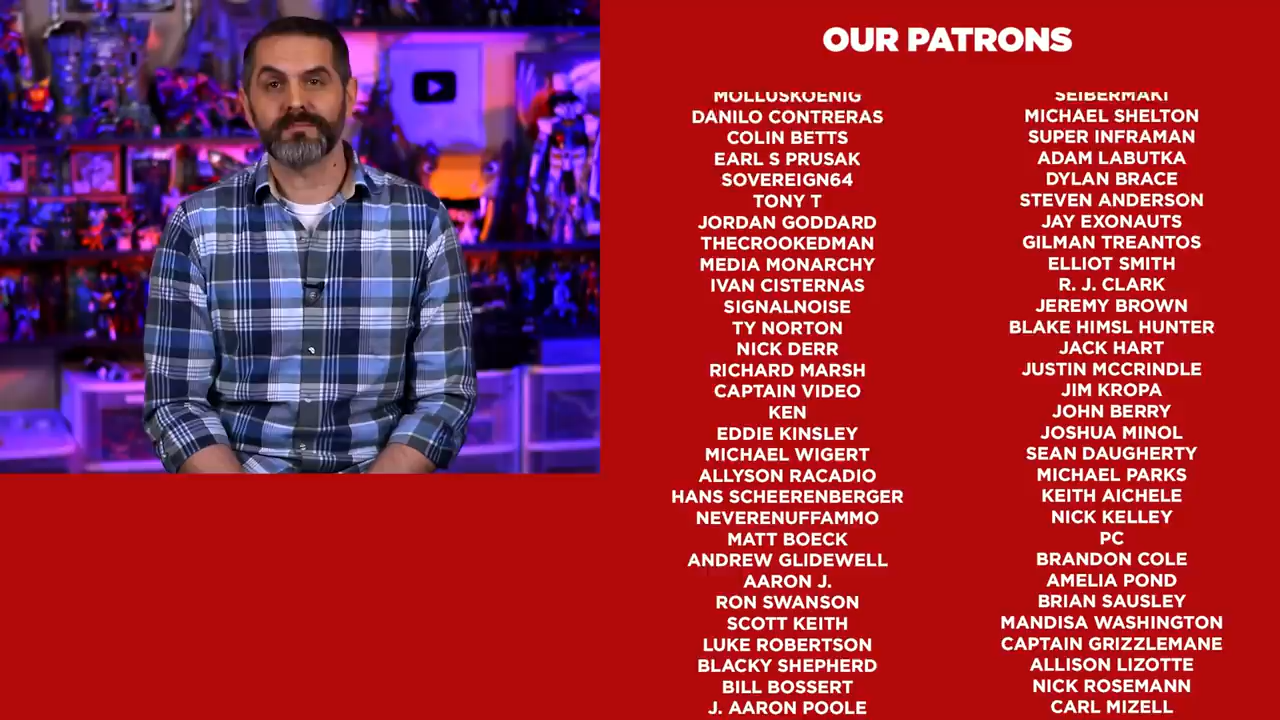 OUR PATRONS
MOLLUSKOENIG
DANILO CONTRERAS
COLIN BETTS
EARL S PRUSAK
SOVEREIGN64
TONY T
JORDAN GODDARD
THECROOKEDMAN
MEDIA MONARCHY
IVAN CISTERNAS
SIGNALNOISE
TY NORTON
NICK DERR
RICHARD MARSH
CAPTAIN VIDEO
KEN
EDDIE KINSLEY
MICHAEL WIGERT
ALLYSON RACADIO
HANS SCHEERENBERGER
NEVERENUFFAMMO
MATT BOECK
ANDREW GLIDEWELL
AARON J.
RON SWANSON
SCOTT KEITH
LUKE ROBERTSON
BLACKY SHEPHERD
BILL BOSSERT
J. AARON POOLE
SEIBERMAKI
MICHAEL SHELTON
SUPER INFRAMAN
ADAM LABUTKA
DYLAN BRACE
STEVEN ANDERSON
JAY EXONAUTS
GILMAN TREANTOS
ELLIOT SMITH
R. J. CLARK
JEREMY BROWN
BLAKE HIMSL HUNTER
JACK HART
JUSTIN MCCRINDLE
JIM KROPA
JOHN BERRY
JOSHUA MINOL
SEAN DAUGHERTY
MICHAEL PARKS
KEITH AICHELE
NICK KELLEY
PC
BRANDON COLE
AMELIA POND
BRIAN SAUSLEY
MANDISA WASHINGTON
CAPTAIN GRIZZLEMANE
ALLISON LIZOTTE
NICK ROSEMANN
CARL MIZELL